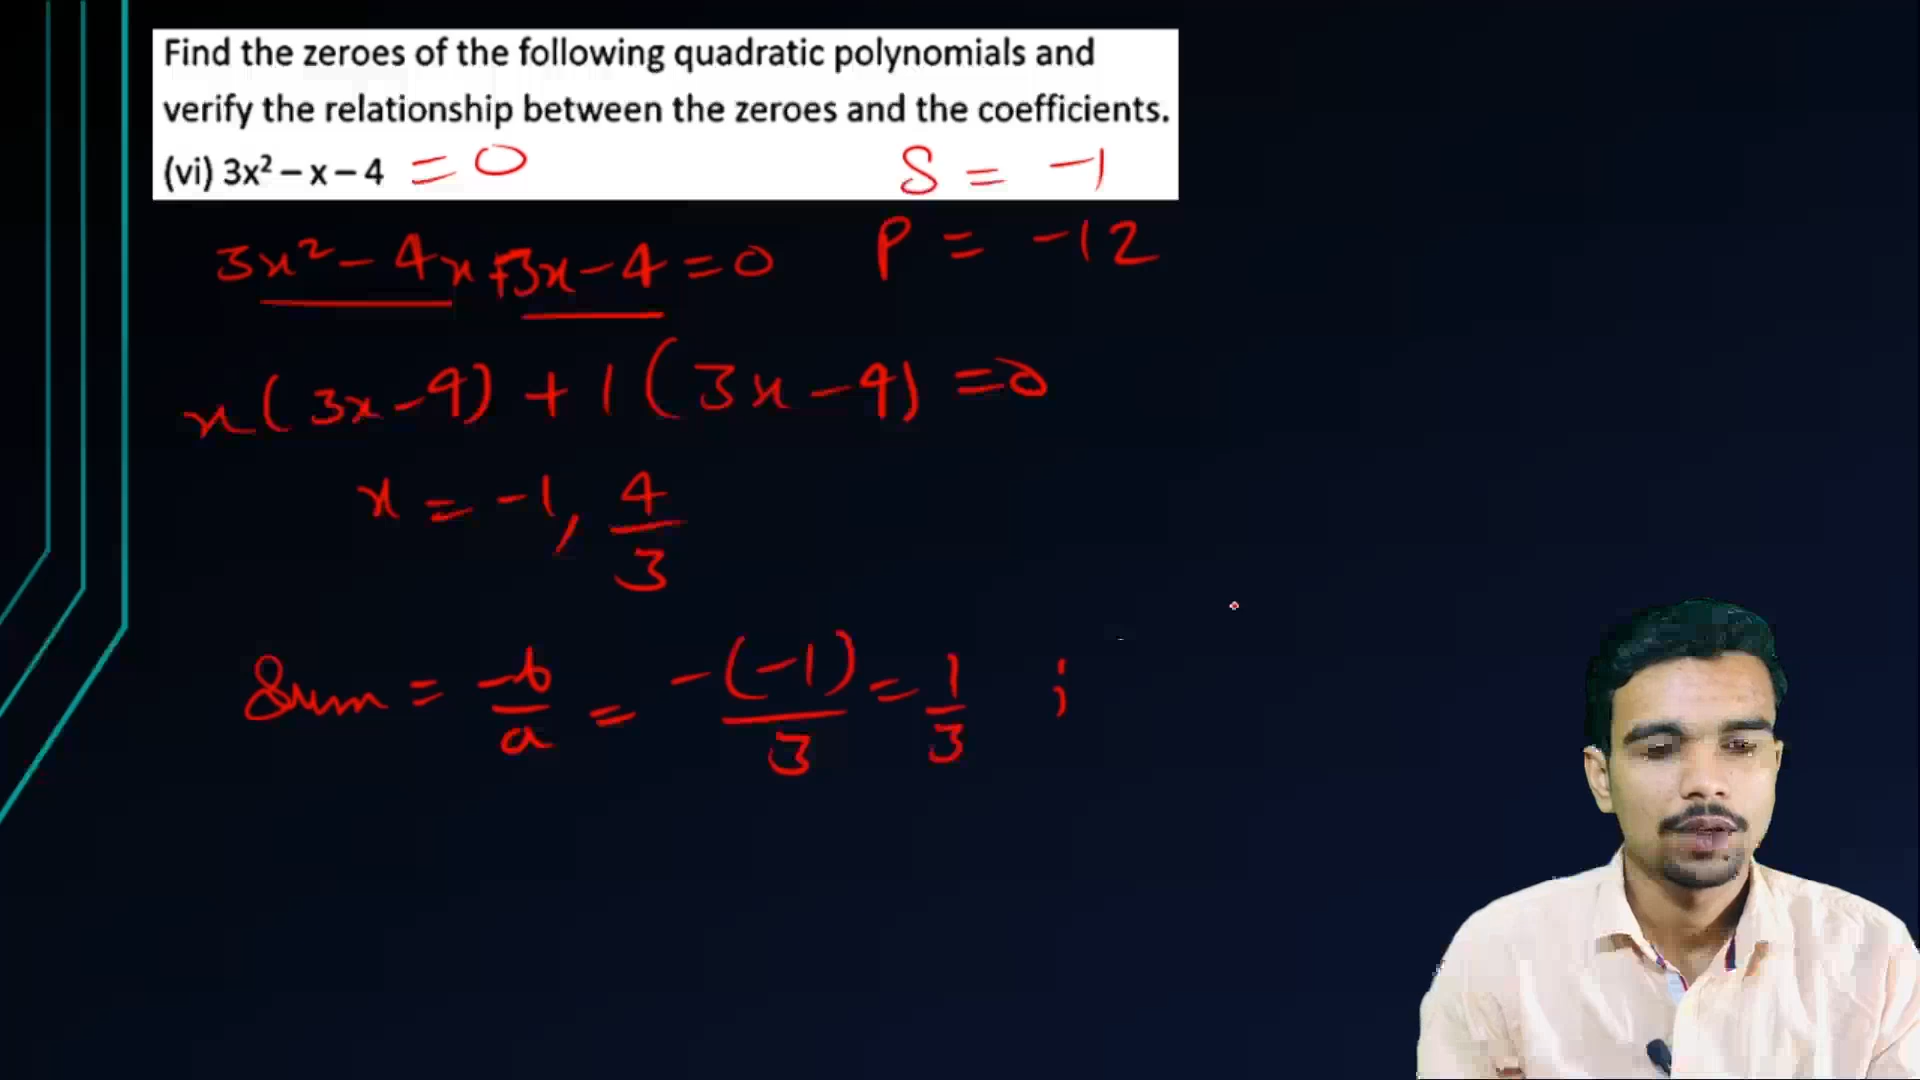 Find the zeroes of the following quadratic polynomials and
verify the relationship between the zeroes and the coefficients.
(vi) 3x² – x – 4 = 0
S = -1
P = -12
3x² - 4x + 3x - 4 = 0
x(3x-4) + 1(3x-4) = 0
x = -1, 4/3
Sum = -b/a = -(-1)/3 = 1/3 ;